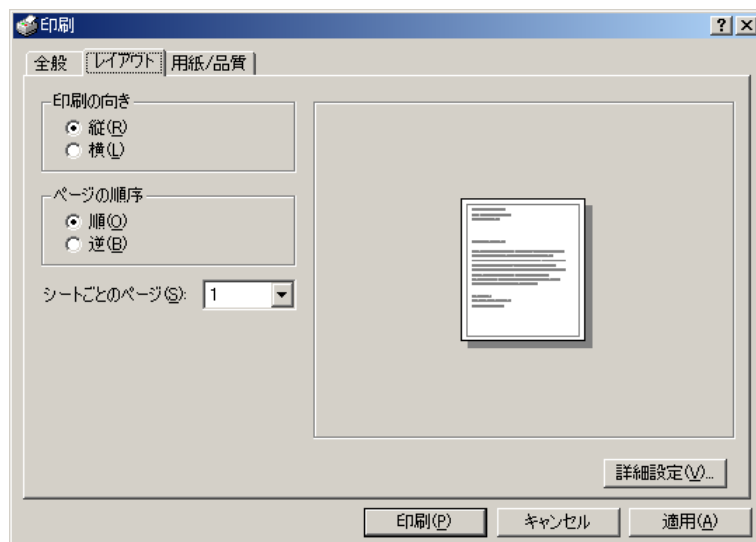 印刷
全般 レイアウト 用紙/品質
印刷の向き
縦(R)
横(L)
ページの順序
順(O)
逆(B)
シートごとのページ(S): 1
詳細設定(V)...
印刷(P) キャンセル 適用(A)